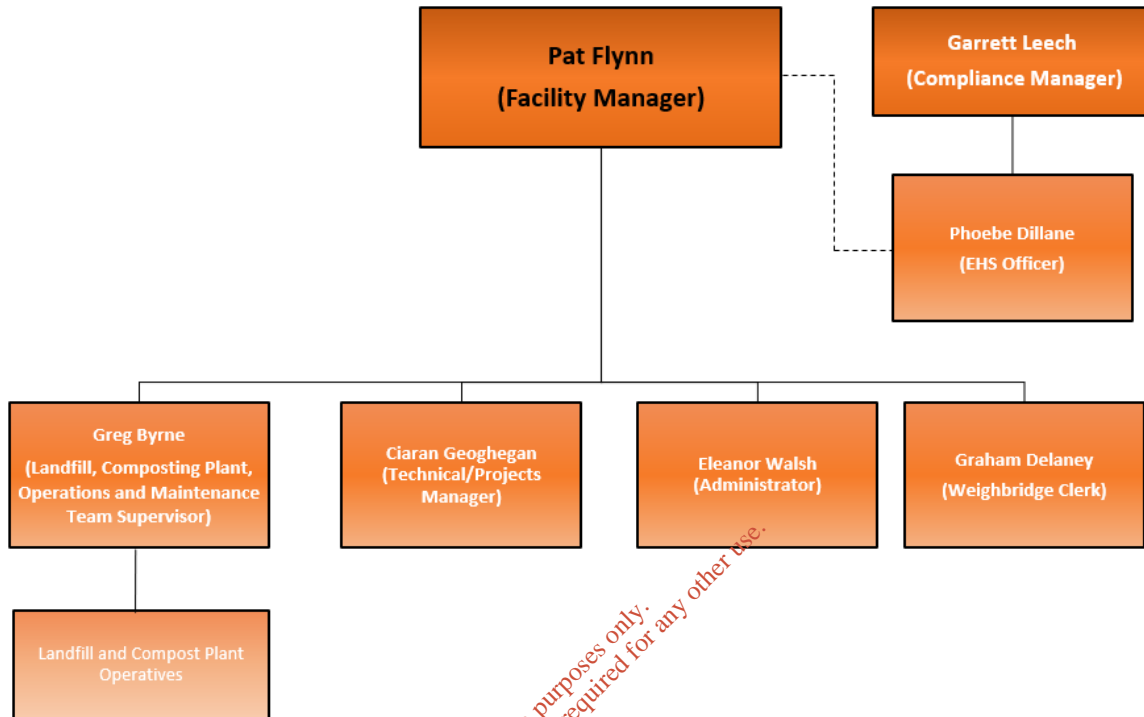 Pat Flynn
(Facility Manager)
Garrett Leech
(Compliance Manager)
Phoebe Dillane
(EHS Officer)
Greg Byrne
(Landfill, Composting Plant,
Operations and Maintenance
Team Supervisor)
Ciaran Geoghegan
(Technical/Projects
Manager)
Eleanor Walsh
(Administrator)
Graham Delaney
(Weighbridge Clerk)
Landfill and Compost Plant
Operatives
purposes only.
required for any other use.